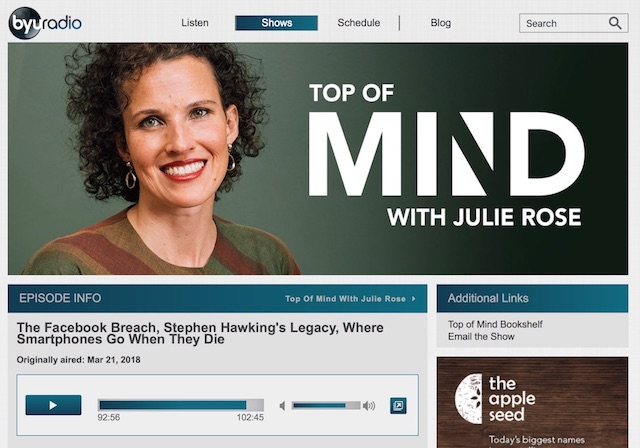 byuradio
Listen
Shows
Schedule
Blog
Search
TOP OF
MIND
WITH JULIE ROSE
EPISODE INFO
Top Of Mind With Julie Rose
The Facebook Breach, Stephen Hawking's Legacy, Where
Smartphones Go When They Die
Originally aired: Mar 21, 2018
92:56
102:45
Additional Links
Top of Mind Bookshelf
Email the Show
the
apple
seed
Today's biggest names